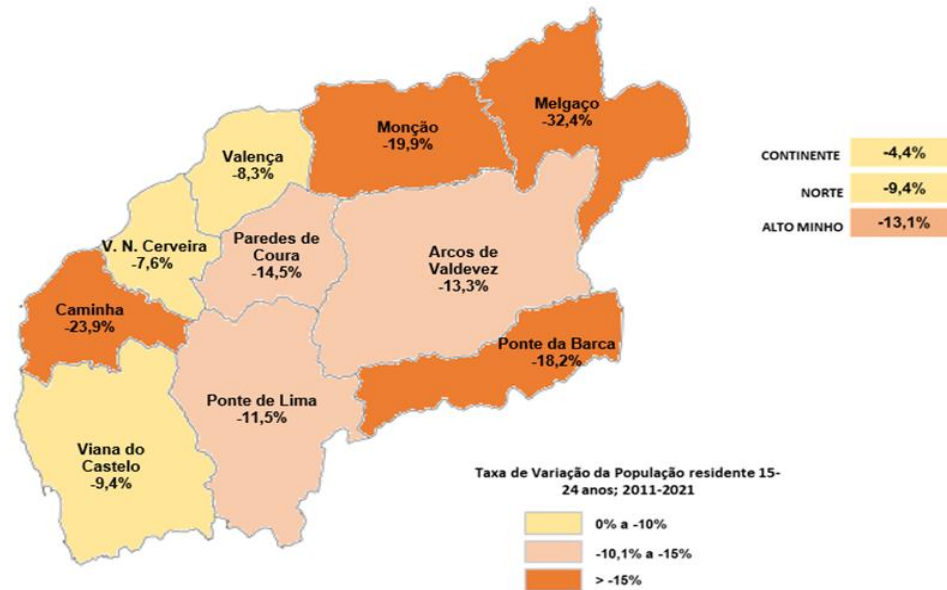 Melgaço
-32,4%
Monção
-19,9%
Valença
-8,3%
CONTINENTE -4,4%
NORTE -9,4%
ALTO MINHO -13,1%
V. N. Cerveira
-7,6%
Paredes de
Coura
-14,5%
Arcos de
Valdevez
-13,3%
Caminha
-23,9%
Ponte da Barca
-18,2%
Ponte de Lima
-11,5%
Viana do
Castelo
-9,4%
Taxa de Variação da População residente 15-
24 anos; 2011-2021
0% a -10%
-10,1% a -15%
> -15%